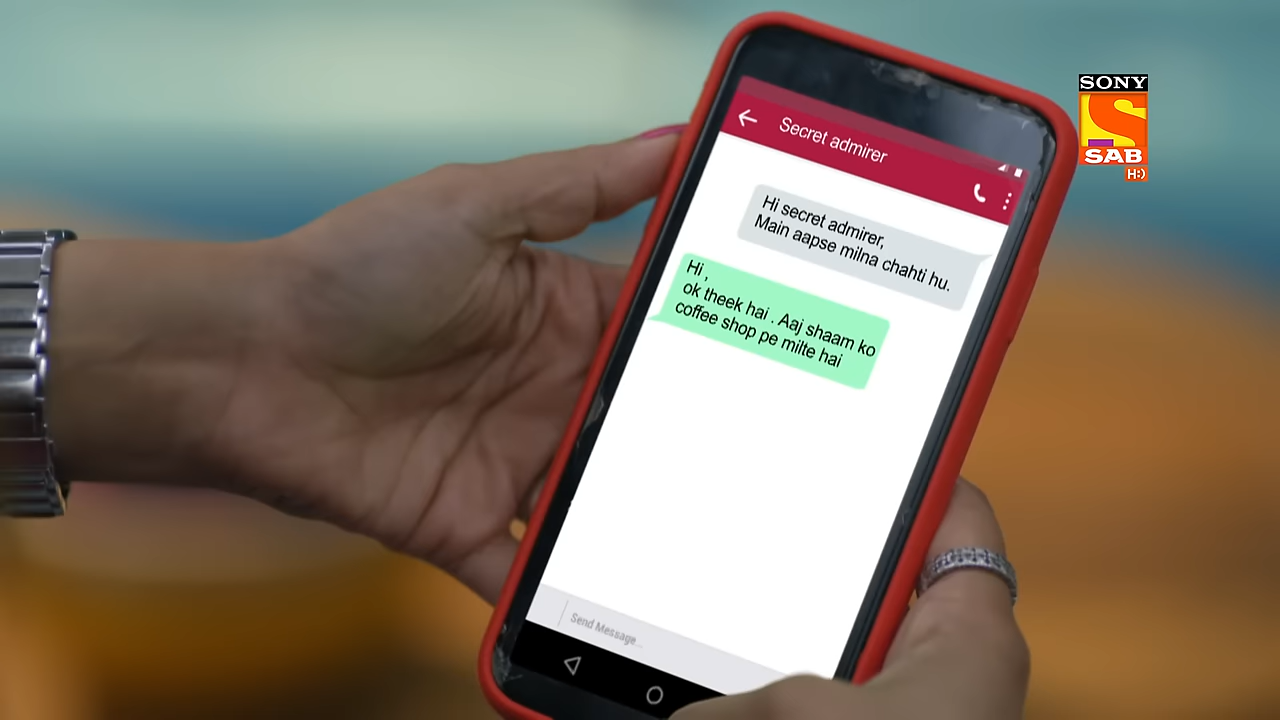 SONY
SAB
HD
Secret admirer
Hi secret admirer,
Main aapse milna chahti hu.
Hi ,
ok theek hai . Aaj shaam ko
coffee shop pe milte hai
Send Message...